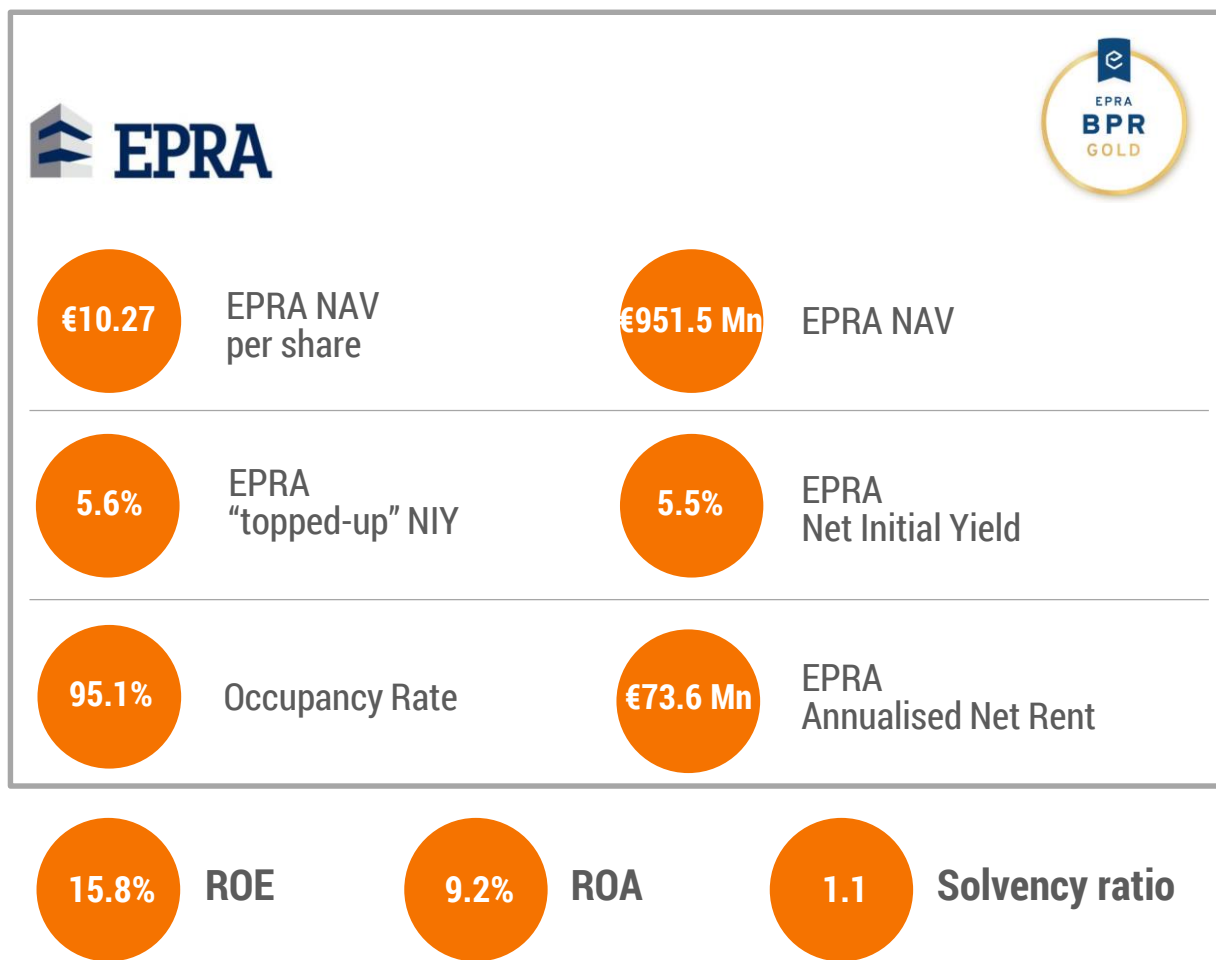 EPRA
EPRA
BPR
GOLD
€10.27
EPRA NAV
per share
€951.5 Mn
EPRA NAV
5.6%
EPRA
“topped-up” NIY
5.5%
EPRA
Net Initial Yield
95.1%
Occupancy Rate
€73.6 Mn
EPRA
Annualised Net Rent
15.8%
ROE
9.2%
ROA
1.1
Solvency ratio